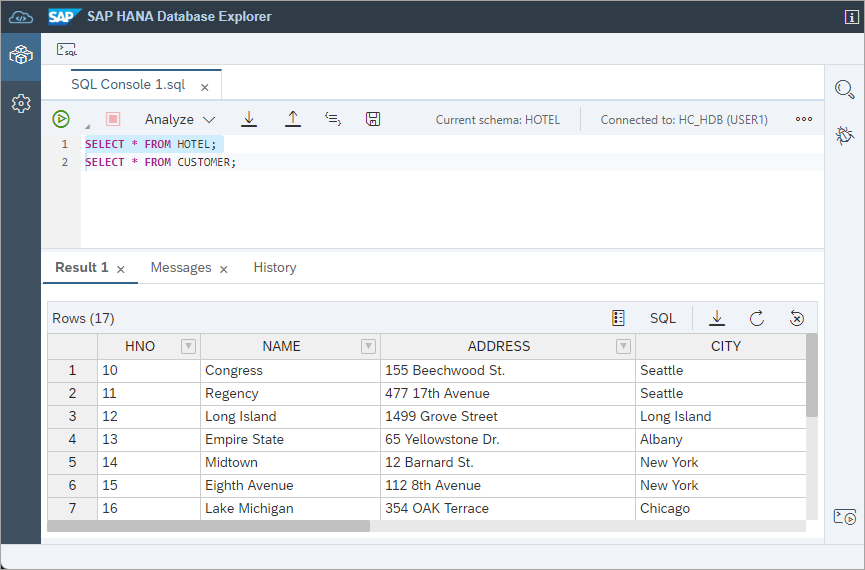 SAP SAP HANA Database Explorer
SQL
SQL Console 1.sql
Analyze Current schema: HOTEL Connected to: HC_HDB (USER1)
1 SELECT * FROM HOTEL;
2 SELECT * FROM CUSTOMER;
Result 1 Messages History
Rows (17) SQL
HNO NAME ADDRESS CITY
1 10 Congress 155 Beechwood St. Seattle
2 11 Regency 477 17th Avenue Seattle
3 12 Long Island 1499 Grove Street Long Island
4 13 Empire State 65 Yellowstone Dr. Albany
5 14 Midtown 12 Barnard St. New York
6 15 Eighth Avenue 112 8th Avenue New York
7 16 Lake Michigan 354 OAK Terrace Chicago